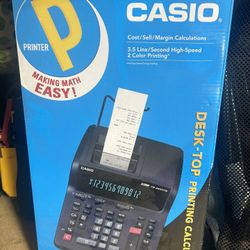 CASIO
P
PRINTER
MAKING MATH
EASY!
Cost/Sell/Margin Calculations
3.5 Line/Second High-Speed
2 Color Printing
DESK-TOP PRINTING CALCU
CASIO
123456789012